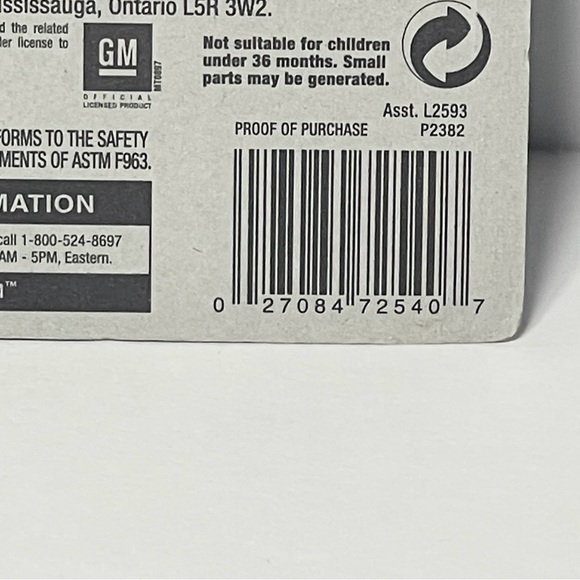 ssissauga, Ontario L5R 3W2.
d the related
der license to
GM
MT0897
OFFICIAL
LICENSED PRODUCT
Not suitable for children
under 36 months. Small
parts may be generated.
Asst. L2593
PROOF OF PURCHASE P2382
FORMS TO THE SAFETY
MENTS OF ASTM F963.
MATION
call 1-800-524-8697
AM - 5PM, Eastern.
™
0 27084 72540 7